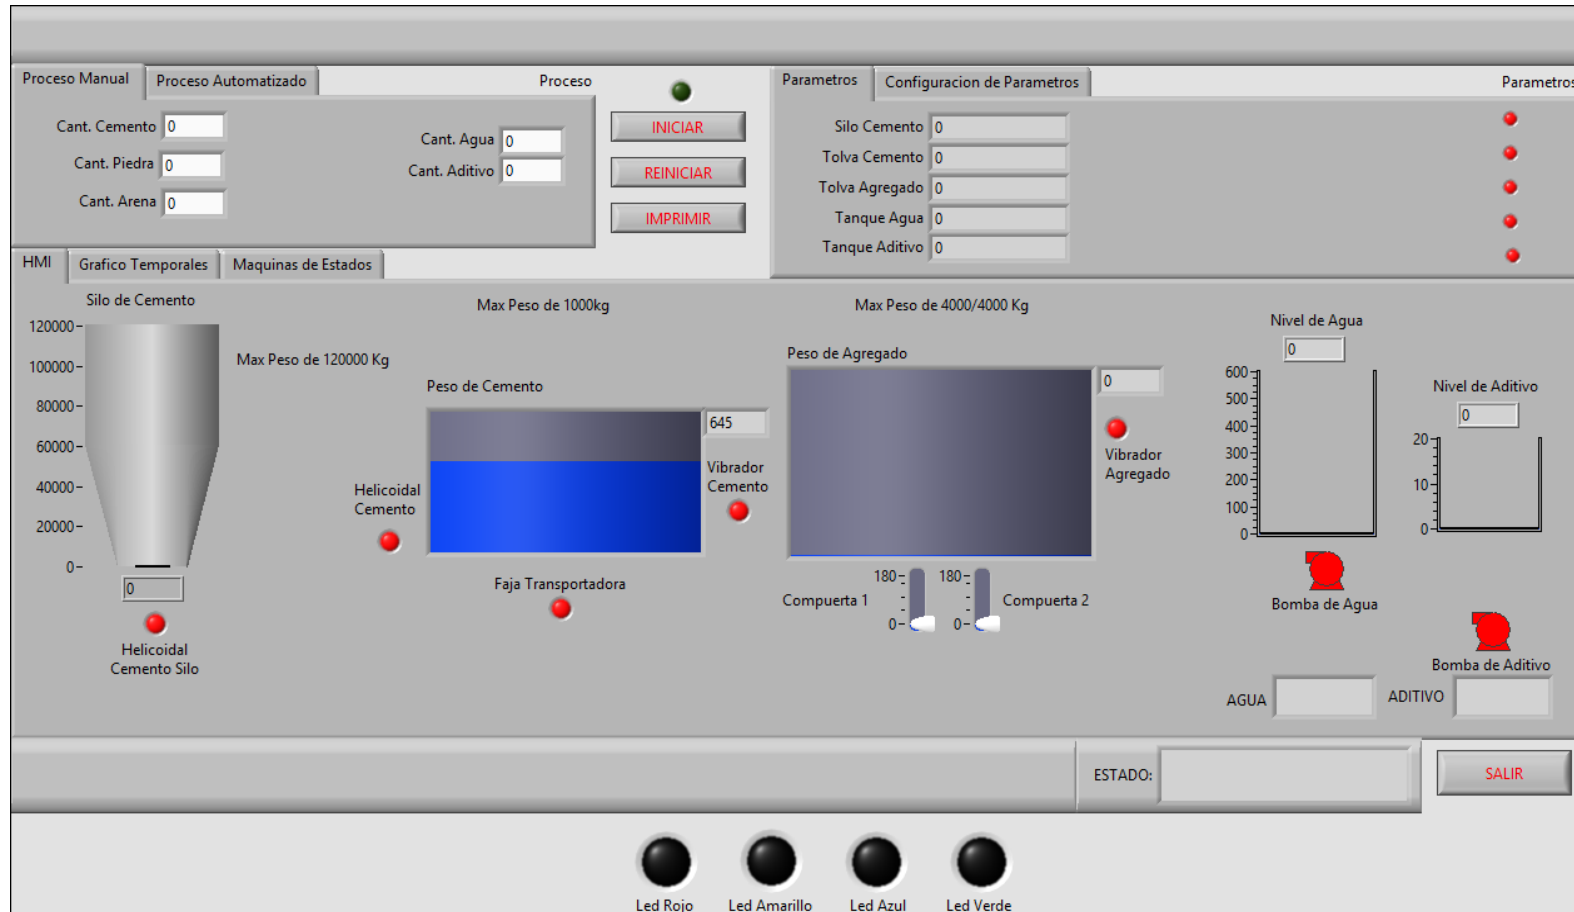 Proceso Manual
Proceso Automatizado
Proceso
Cant. Cemento 0
Cant. Piedra 0
Cant. Arena 0
Cant. Agua 0
Cant. Aditivo 0
INICIAR
REINICIAR
IMPRIMIR
Parametros
Configuracion de Parametros
Parametros
Silo Cemento 0
Tolva Cemento 0
Tolva Agregado 0
Tanque Agua 0
Tanque Aditivo 0
HMI
Grafico Temporales
Maquinas de Estados
Silo de Cemento
120000
100000
80000
60000
40000
20000
0
0
Helicoidal
Cemento Silo
Max Peso de 120000 Kg
Max Peso de 1000kg
Peso de Cemento
645
Helicoidal
Cemento
Vibrador
Cemento
Faja Transportadora
Max Peso de 4000/4000 Kg
Peso de Agregado
0
Vibrador
Agregado
Compuerta 1
180
0
180
0
Compuerta 2
Nivel de Agua
0
600
500
400
300
200
100
0
Bomba de Agua
Nivel de Aditivo
0
20
10
0
Bomba de Aditivo
AGUA
ADITIVO
ESTADO:
SALIR
Led Rojo
Led Amarillo
Led Azul
Led Verde